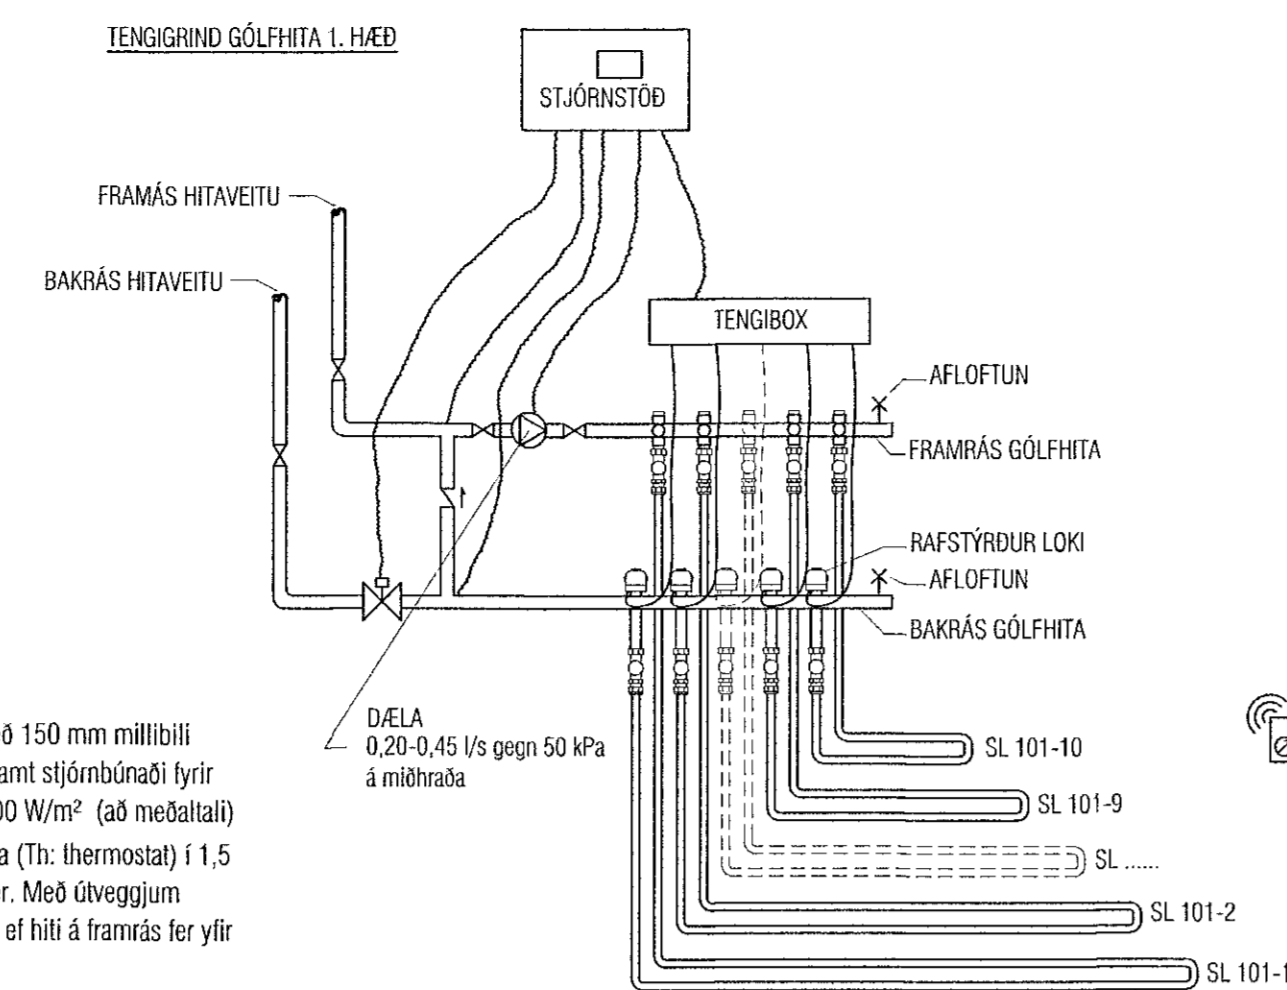 TENGIGRIND GÓLFHITA 1. HÆÐ
STJÓRNSTÖÐ
FRAMÁS HITAVEITU
BAKRÁS HITAVEITU
TENGIBOX
AFLOFTUN
FRAMRÁS GÓLFHITA
RAFSTÝRÐUR LOKI
AFLOFTUN
BAKRÁS GÓLFHITA
DÆLA
0,20-0,45 l/s gegn 50 kPa
á miðhraða
ð 150 mm millibili
amt stjórnbúnaði fyrir
00 W/m² (að meðaltali)
a (Th: thermostat) í 1,5
er. Með útveggjum
ef hiti á framrás fer yfir
SL 101-10
SL 101-9
SL ......
SL 101-2
SL 101-1